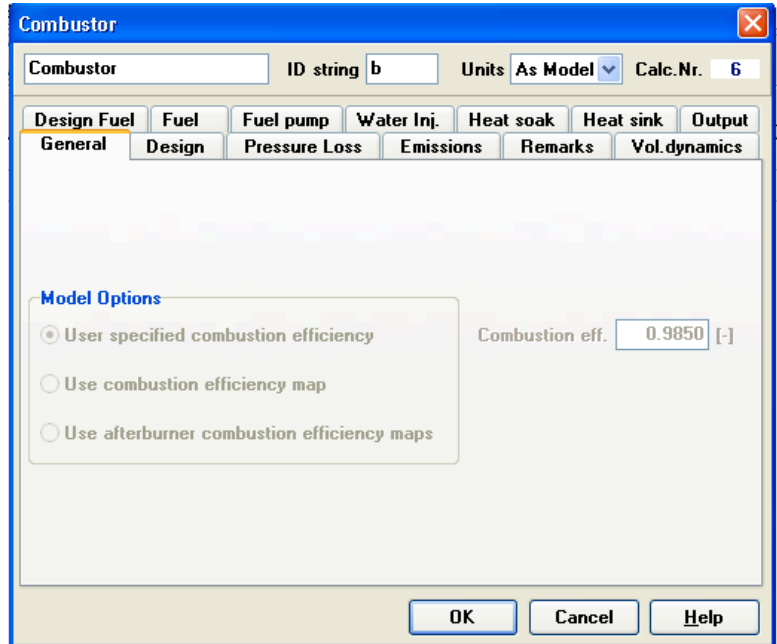 Combustor
Combustor ID string b Units As Model Calc.Nr. 6
Design Fuel Fuel Fuel pump Water Inj. Heat soak Heat sink Output
General Design Pressure Loss Emissions Remarks Vol.dynamics
Model Options
User specified combustion efficiency Combustion eff. 0.9850 [-]
Use combustion efficiency map
Use afterburner combustion efficiency maps
OK Cancel Help